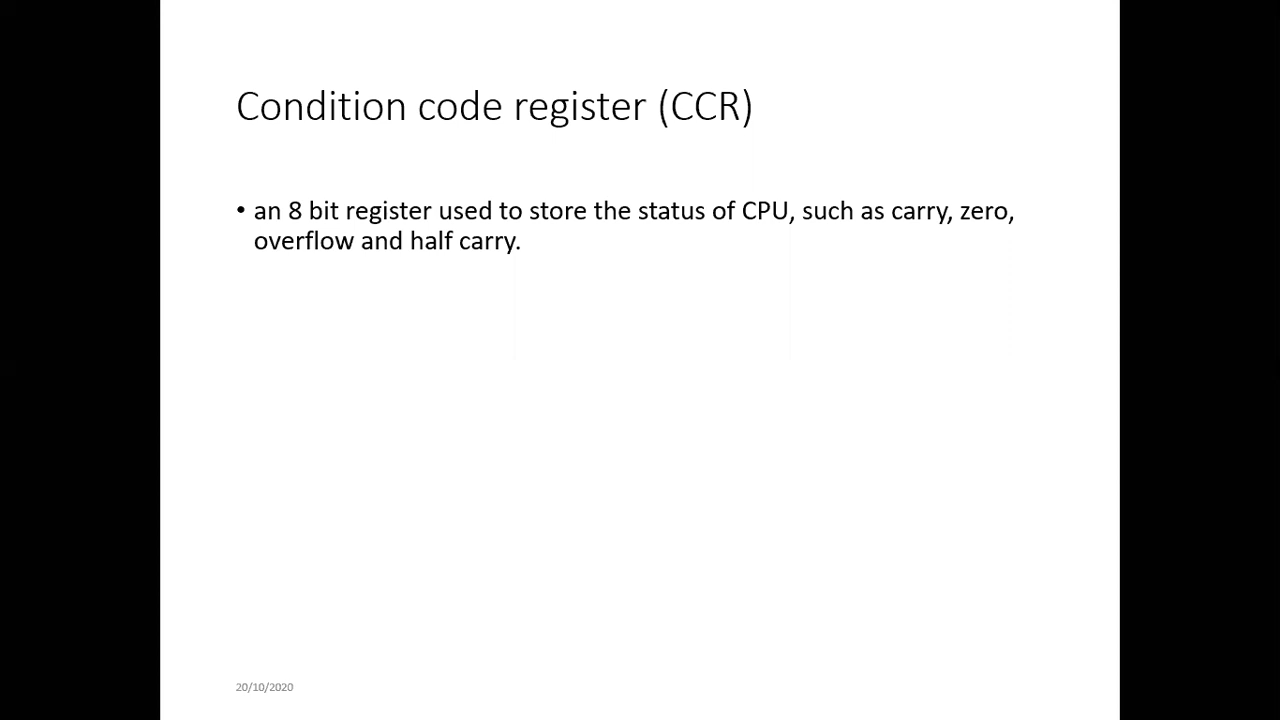 Condition code register (CCR)
• an 8 bit register used to store the status of CPU, such as carry, zero,
overflow and half carry.
20/10/2020